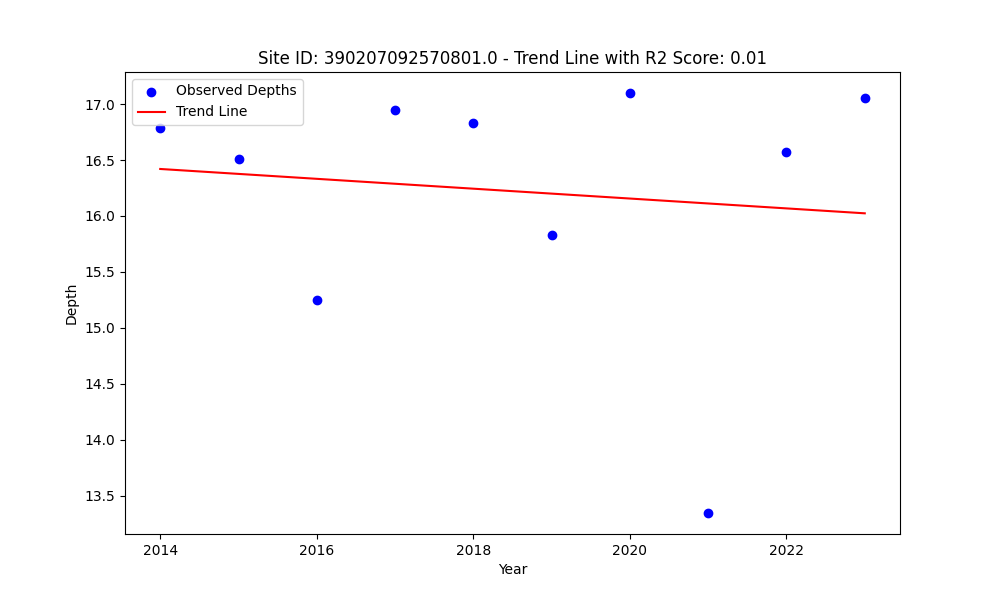 Site ID: 390207092570801.0 - Trend Line with R2 Score: 0.01
Observed Depths
Trend Line
17.0
16.5
16.0
15.5
15.0
14.5
14.0
13.5
Depth
2014
2016
2018
2020
2022
Year